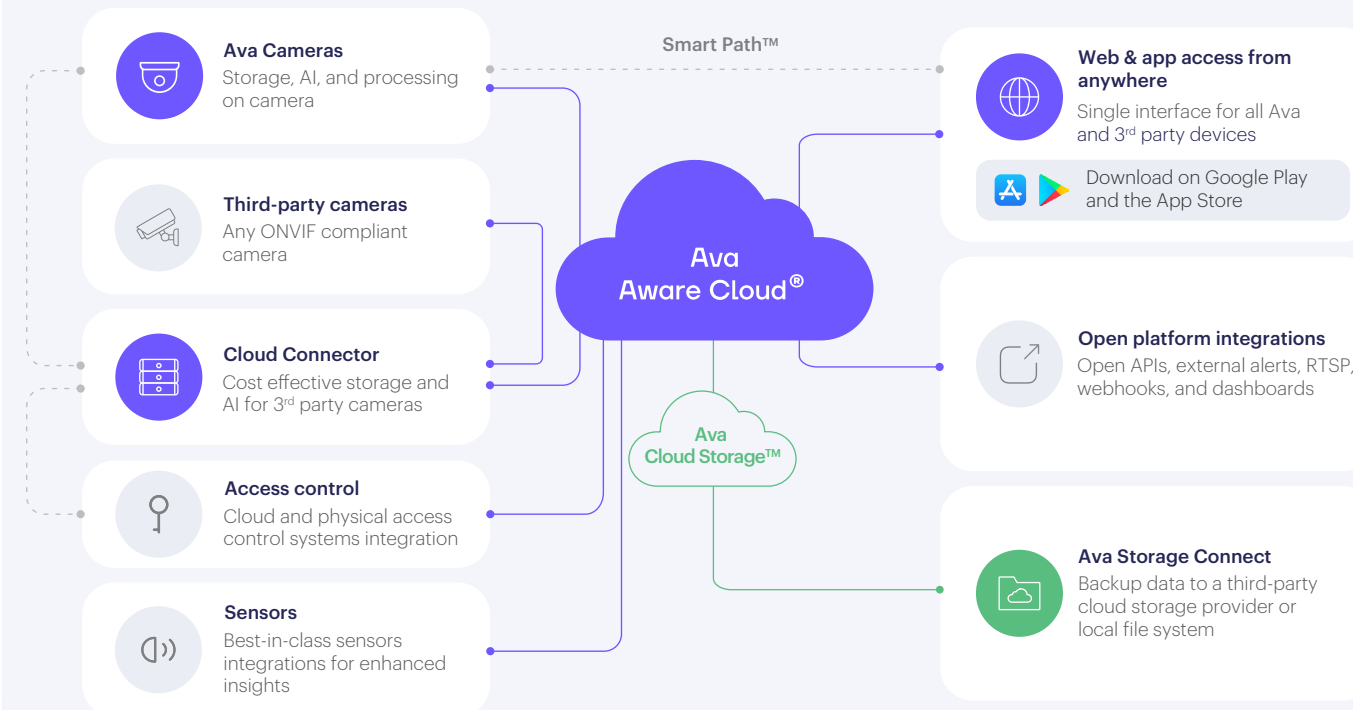 Ava Cameras
Storage, AI, and processing
on camera
Third-party cameras
Any ONVIF compliant
camera
Cloud Connector
Cost effective storage and
AI for 3rd party cameras
Access control
Cloud and physical access
control systems integration
Sensors
Best-in-class sensors
integrations for enhanced
insights
Smart Path™
Ava
Aware Cloud®
Ava
Cloud Storage™
Web & app access from
anywhere
Single interface for all Ava
and 3rd party devices
Download on Google Play
and the App Store
Open platform integrations
Open APIs, external alerts, RTSP,
webhooks, and dashboards
Ava Storage Connect
Backup data to a third-party
cloud storage provider or
local file system